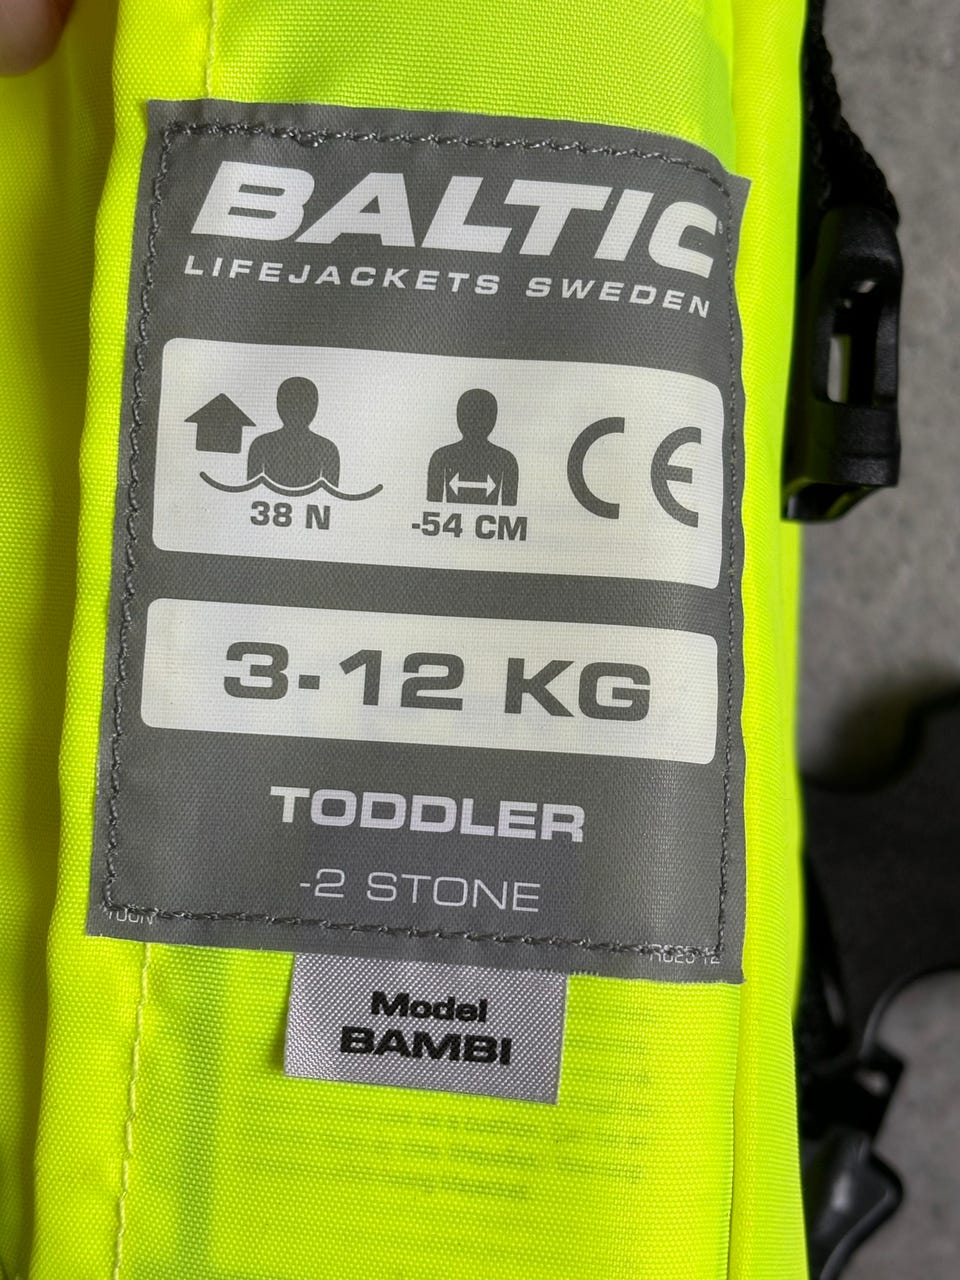 BALTIC®
LIFEJACKETS SWEDEN
38 N
-54 CM
CE
3-12 KG
TODDLER
-2 STONE
Model
BAMBI